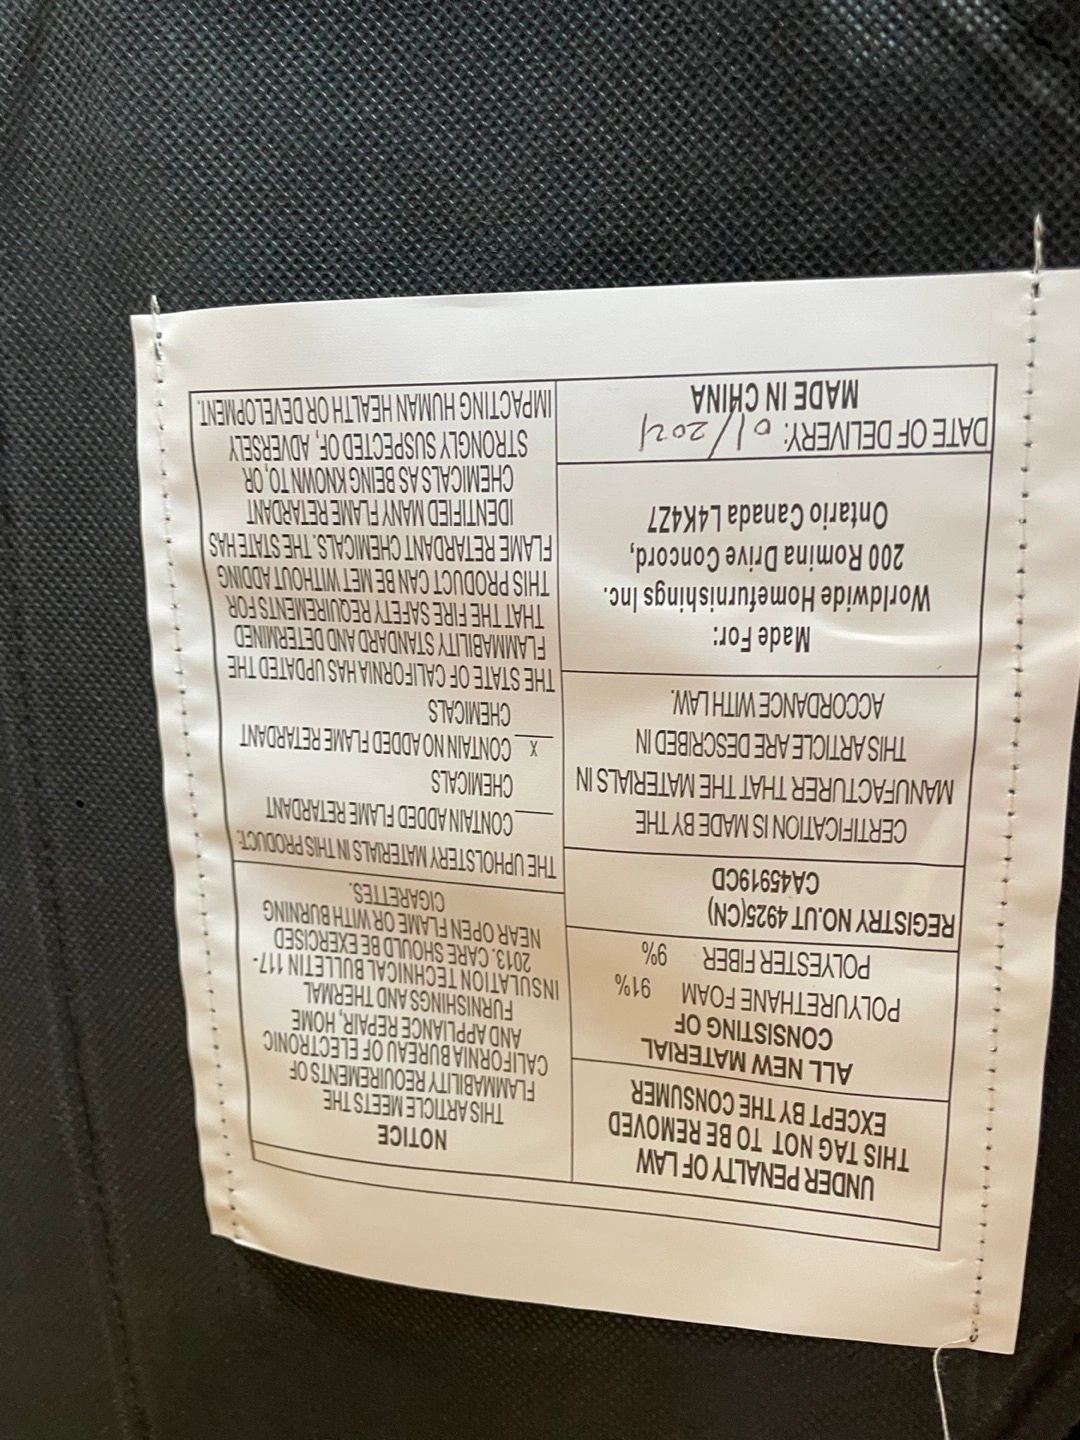 UNDER PENALTY OF LAW
THIS TAG NOT TO BE REMOVED
EXCEPT BY THE CONSUMER
ALL NEW MATERIAL
CONSISTING OF
POLYURETHANE FOAM 91%
POLYESTER FIBER 9%
REGISTRY NO.UT 4925(CN)
CA45919CD
CERTIFICATION IS MADE BY THE
MANUFACTURER THAT THE MATERIALS IN
THIS ARTICLE ARE DESCRIBED IN
ACCORDANCE WITH LAW.
Made For:
Worldwide Homefurnishings Inc.
200 Romina Drive Concord,
Ontario Canada L4K4Z7
DATE OF DELIVERY: 01/2021
MADE IN CHINA
NOTICE
THIS ARTICLE MEETS THE
FLAMMABILITY REQUIREMENTS OF
CALIFORNIA BUREAU OF ELECTRONIC
AND APPLIANCE REPAIR, HOME
FURNISHINGS AND THERMAL
INSULATION TECHNICAL BULLETIN 117-
2013. CARE SHOULD BE EXERCISED
NEAR OPEN FLAME OR WITH BURNING
CIGARETTES.
THE UPHOLSTERY MATERIALS IN THIS PRODUCT:
___ CONTAIN ADDED FLAME RETARDANT
CHEMICALS
X CONTAIN NO ADDED FLAME RETARDANT
CHEMICALS
THE STATE OF CALIFORNIA HAS UPDATED THE
FLAMMABILITY STANDARD AND DETERMINED
THAT THE FIRE SAFETY REQUIREMENTS FOR
THIS PRODUCT CAN BE MET WITHOUT ADDING
FLAME RETARDANT CHEMICALS. THE STATE HAS
IDENTIFIED MANY FLAME RETARDANT
CHEMICALS AS BEING KNOWN TO, OR
STRONGLY SUSPECTED OF, ADVERSELY
IMPACTING HUMAN HEALTH OR DEVELOPMENT.